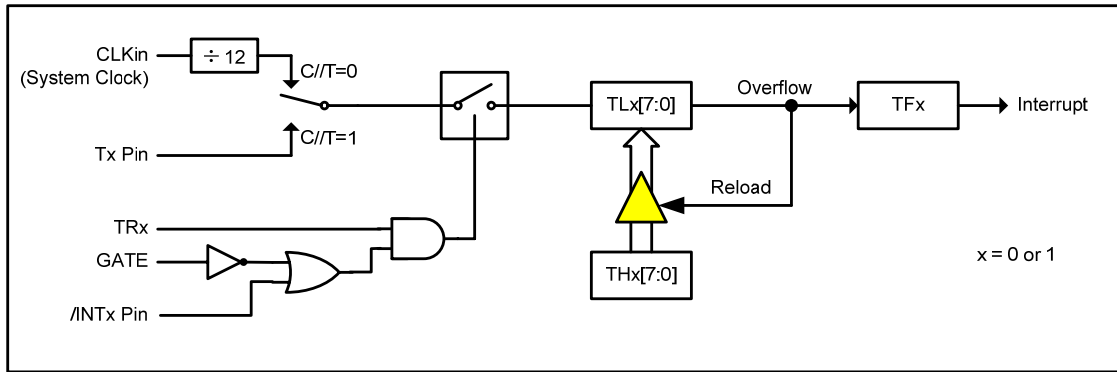 CLKin
(System Clock)
÷ 12
C//T=0
C//T=1
Tx Pin
TRx
GATE
/INTx Pin
TLx[7:0]
Overflow
TFx
Interrupt
Reload
THx[7:0]
x = 0 or 1